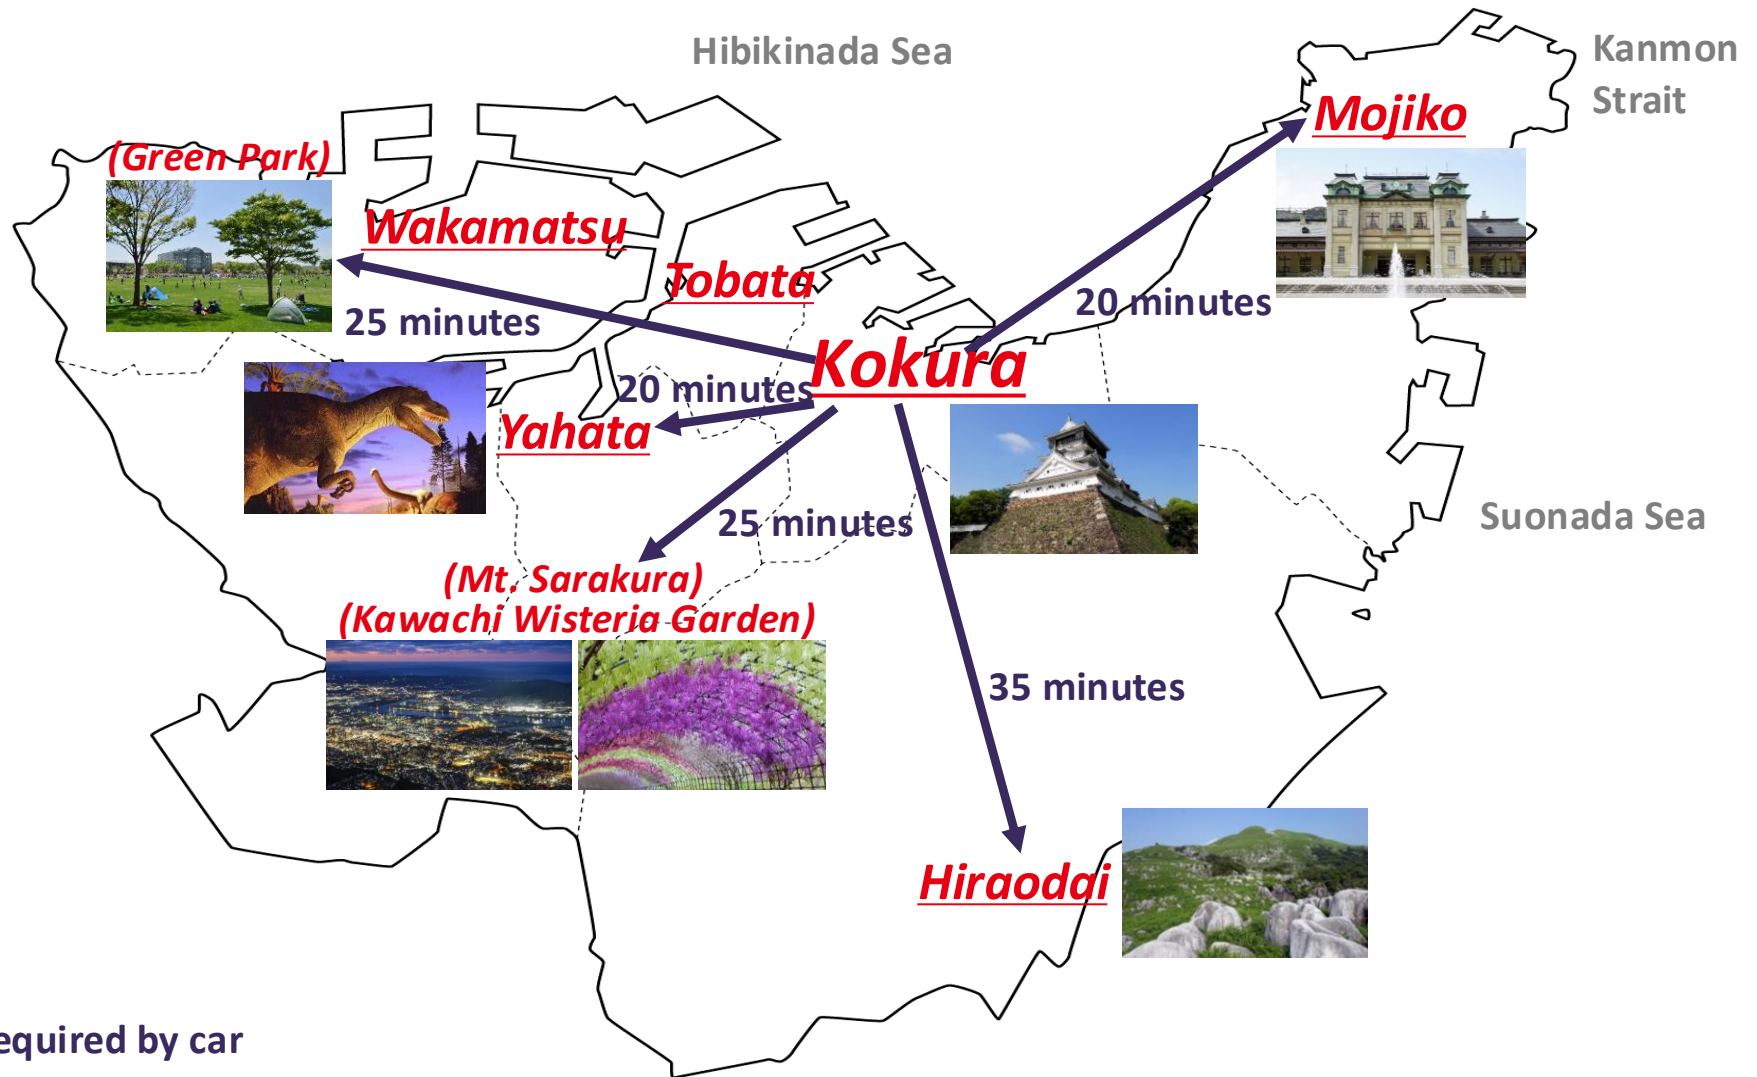 Hibikinada Sea
Kanmon
Strait
Mojiko
(Green Park)
Wakamatsu
Tobata
20 minutes
25 minutes
Kokura
20 minutes
Yahata
Suonada Sea
25 minutes
(Mt. Sarakura)
(Kawachi Wisteria Garden)
35 minutes
Hiraodai
equired by car